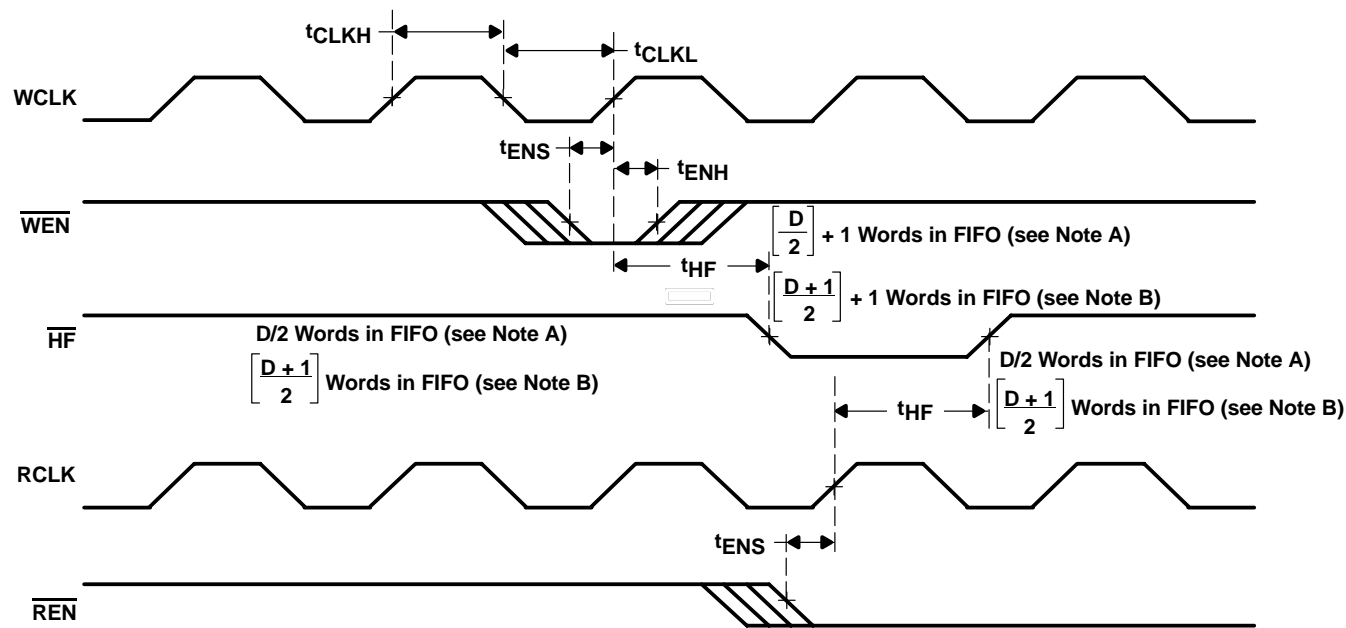 tCLKH
tCLKL
WCLK
tENS
tENH
WEN
[D/2] + 1 Words in FIFO (see Note A)
tHF
[D + 1/2] + 1 Words in FIFO (see Note B)
HF
D/2 Words in FIFO (see Note A)
[D + 1/2] Words in FIFO (see Note B)
D/2 Words in FIFO (see Note A)
tHF
[D + 1/2] Words in FIFO (see Note B)
RCLK
tENS
REN